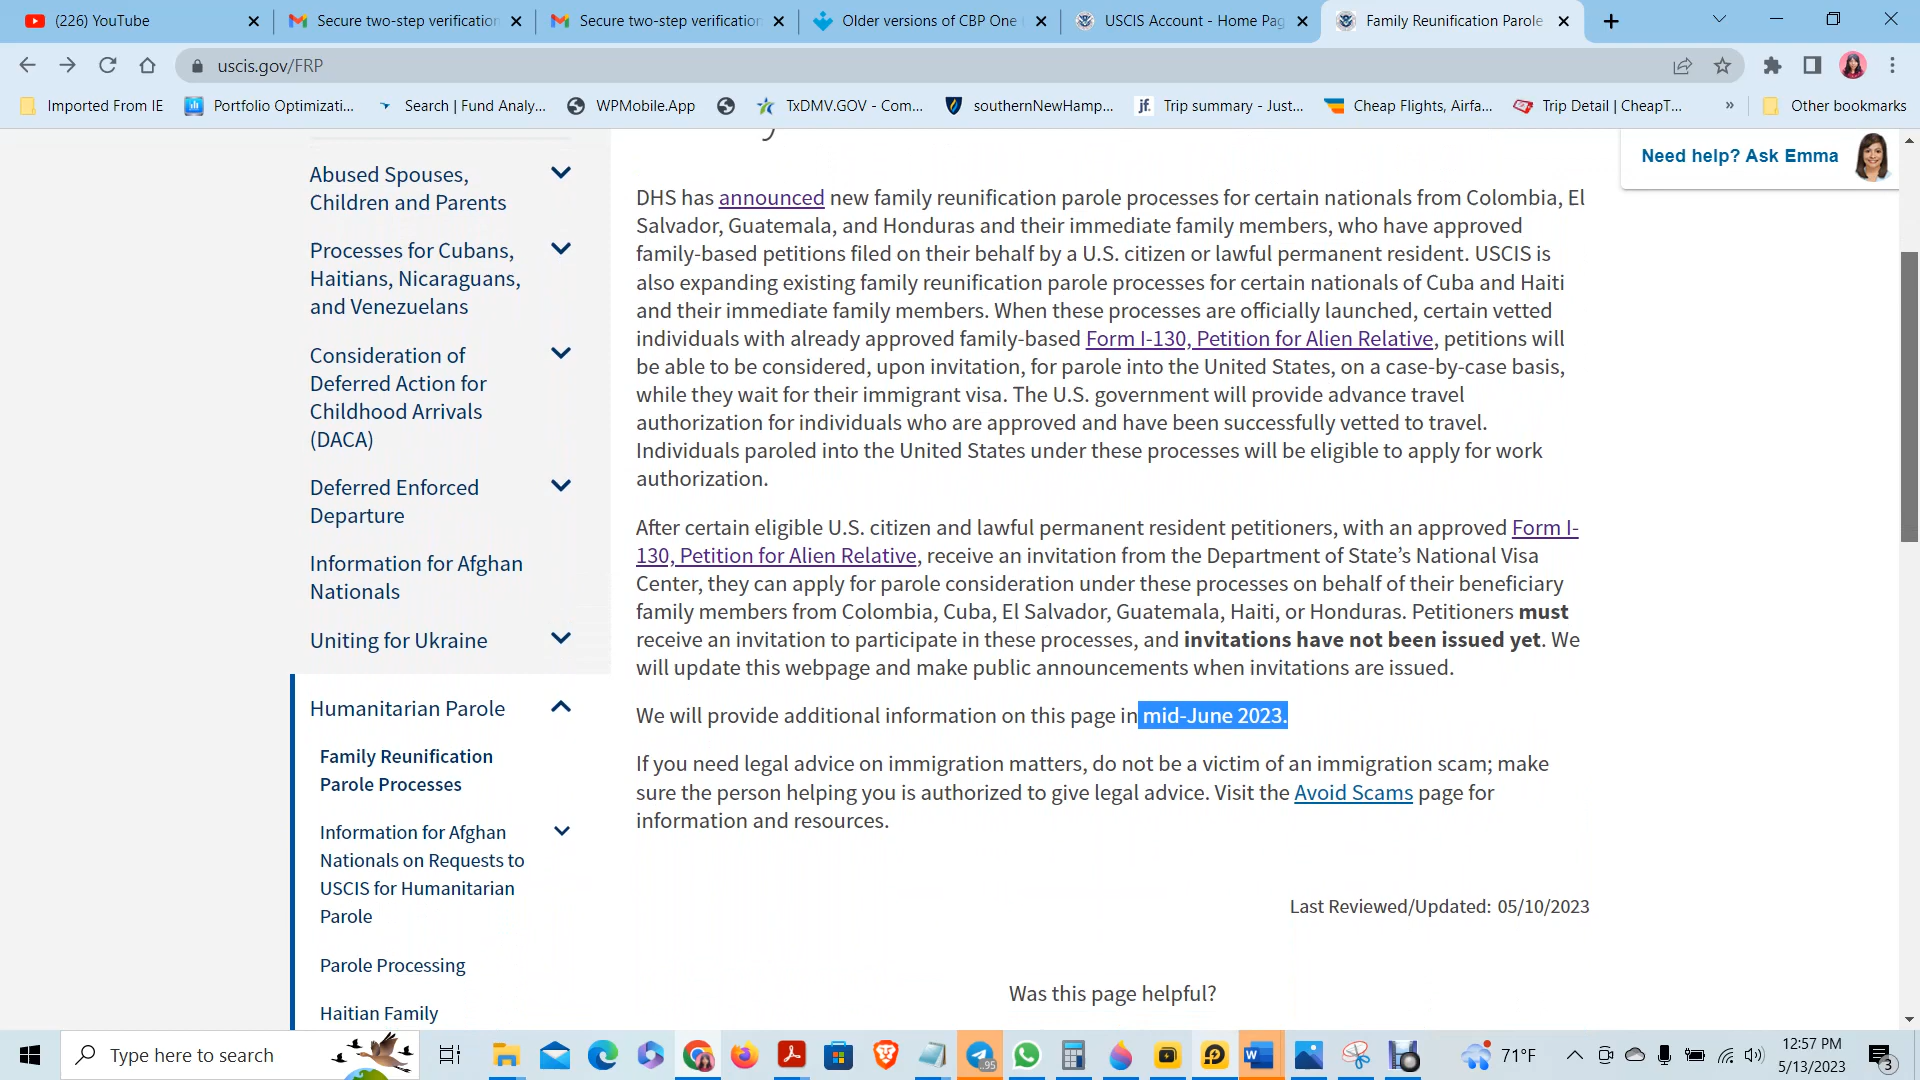 (226) YouTube
Secure two-step verification
Secure two-step verification
Older versions of CBP One
USCIS Account - Home Pag
Family Reunification Parole
uscis.gov/FRP
Imported From IE
Portfolio Optimizati...
Search | Fund Analy...
WPMobile.App
TxDMV.GOV - Com...
southernNewHamp...
jf
Trip summary - Just...
Cheap Flights, Airfa...
Trip Detail | CheapT...
»
Other bookmarks
Need help? Ask Emma
Abused Spouses,
Children and Parents
Processes for Cubans,
Haitians, Nicaraguans,
and Venezuelans
Consideration of
Deferred Action for
Childhood Arrivals
(DACA)
Deferred Enforced
Departure
Information for Afghan
Nationals
Uniting for Ukraine
Humanitarian Parole
Family Reunification
Parole Processes
Information for Afghan
Nationals on Requests to
USCIS for Humanitarian
Parole
Parole Processing
Haitian Family
DHS has announced new family reunification parole processes for certain nationals from Colombia, El
Salvador, Guatemala, and Honduras and their immediate family members, who have approved
family-based petitions filed on their behalf by a U.S. citizen or lawful permanent resident. USCIS is
also expanding existing family reunification parole processes for certain nationals of Cuba and Haiti
and their immediate family members. When these processes are officially launched, certain vetted
individuals with already approved family-based Form I-130, Petition for Alien Relative, petitions will
be able to be considered, upon invitation, for parole into the United States, on a case-by-case basis,
while they wait for their immigrant visa. The U.S. government will provide advance travel
authorization for individuals who are approved and have been successfully vetted to travel.
Individuals paroled into the United States under these processes will be eligible to apply for work
authorization.
After certain eligible U.S. citizen and lawful permanent resident petitioners, with an approved Form I-
130, Petition for Alien Relative, receive an invitation from the Department of State’s National Visa
Center, they can apply for parole consideration under these processes on behalf of their beneficiary
family members from Colombia, Cuba, El Salvador, Guatemala, Haiti, or Honduras. Petitioners must
receive an invitation to participate in these processes, and invitations have not been issued yet. We
will update this webpage and make public announcements when invitations are issued.
We will provide additional information on this page in mid-June 2023.
If you need legal advice on immigration matters, do not be a victim of an immigration scam; make
sure the person helping you is authorized to give legal advice. Visit the Avoid Scams page for
information and resources.
Last Reviewed/Updated: 05/10/2023
Was this page helpful?
Type here to search
..95
W
71°F
12:57 PM
5/13/2023
3